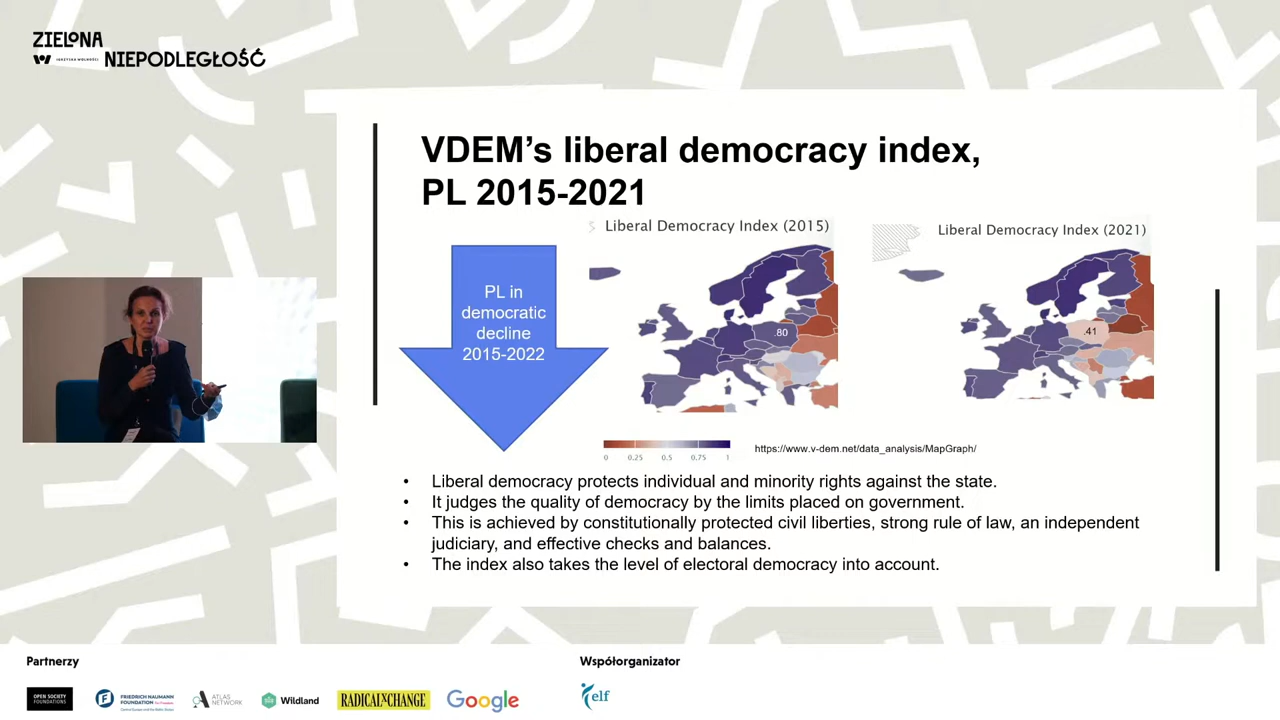 ZIELONA
IGRZYSKA WOLNOŚCI NIEPODLEGŁOŚĆ
VDEM's liberal democracy index,
PL 2015-2021
Liberal Democracy Index (2015)
Liberal Democracy Index (2021)
PL in
democratic
decline
2015-2022
.80
.41
0 0.25 0.5 0.75 1
https://www.v-dem.net/data_analysis/MapGraph/
• Liberal democracy protects individual and minority rights against the state.
• It judges the quality of democracy by the limits placed on government.
• This is achieved by constitutionally protected civil liberties, strong rule of law, an independent
judiciary, and effective checks and balances.
• The index also takes the level of electoral democracy into account.
Partnerzy
Współorganizator
OPEN SOCIETY
FOUNDATIONS
FRIEDRICH NAUMANN
FOUNDATION For Freedom.
ATLAS
NETWORK
Wildland
RADICALXCHANGE
Google
elf